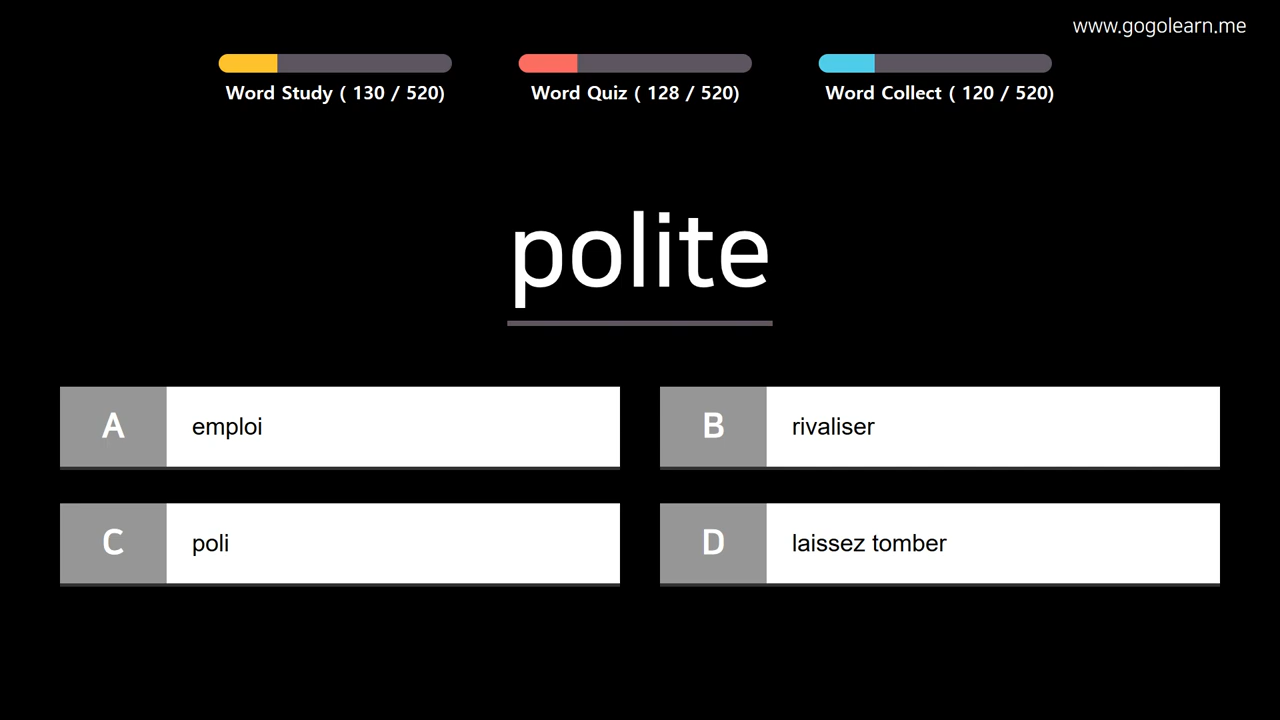 www.gogolearn.me
Word Study ( 130 / 520)
Word Quiz ( 128 / 520)
Word Collect ( 120 / 520)
polite
A emploi
B rivaliser
C poli
D laissez tomber